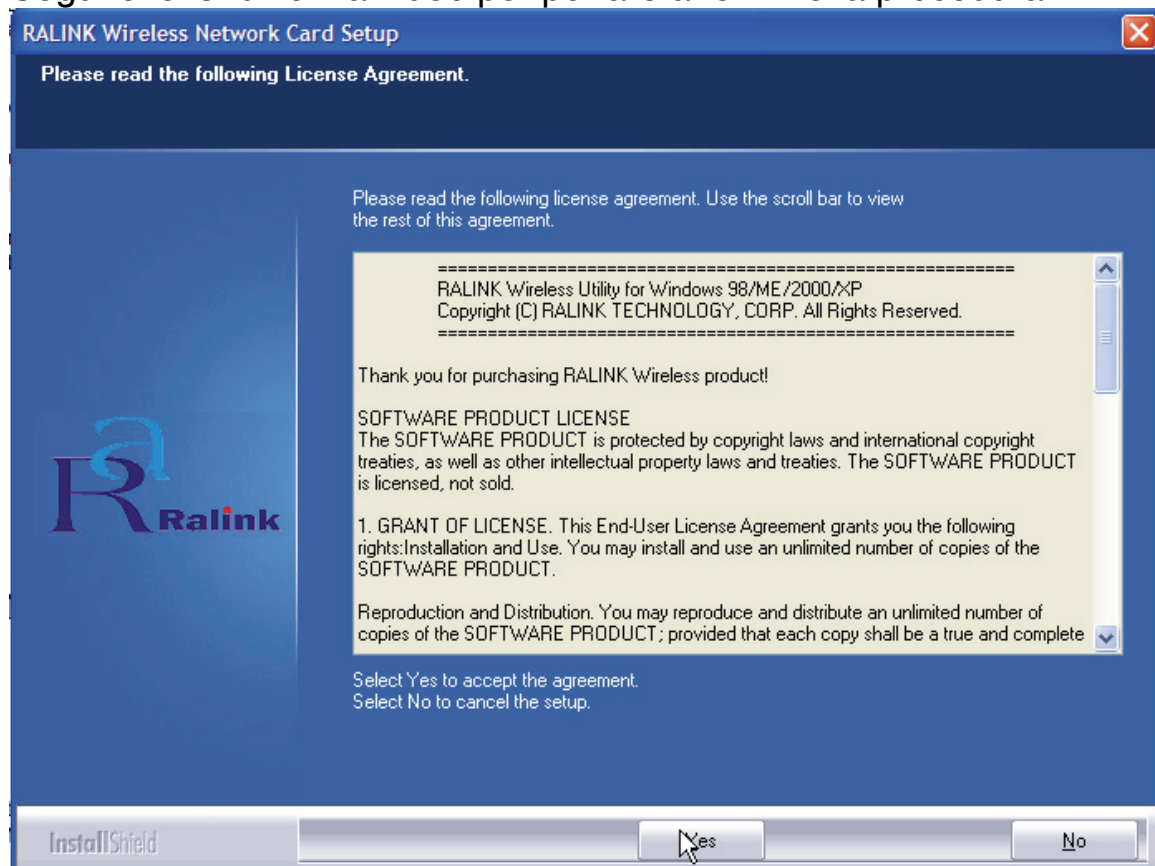 RALINK Wireless Network Card Setup
Please read the following License Agreement.
Please read the following license agreement. Use the scroll bar to view
the rest of this agreement.
=========================================================
RALINK Wireless Utility for Windows 98/ME/2000/XP
Copyright (C) RALINK TECHNOLOGY, CORP. All Rights Reserved.
=========================================================
Thank you for purchasing RALINK Wireless product!
SOFTWARE PRODUCT LICENSE
The SOFTWARE PRODUCT is protected by copyright laws and international copyright
treaties, as well as other intellectual property laws and treaties. The SOFTWARE PRODUCT
is licensed, not sold.
1. GRANT OF LICENSE. This End-User License Agreement grants you the following
rights:Installation and Use. You may install and use an unlimited number of copies of the
SOFTWARE PRODUCT.
Reproduction and Distribution. You may reproduce and distribute an unlimited number of
copies of the SOFTWARE PRODUCT; provided that each copy shall be a true and complete
Ra
Ralink
Select Yes to accept the agreement.
Select No to cancel the setup.
InstallShield
Yes
No